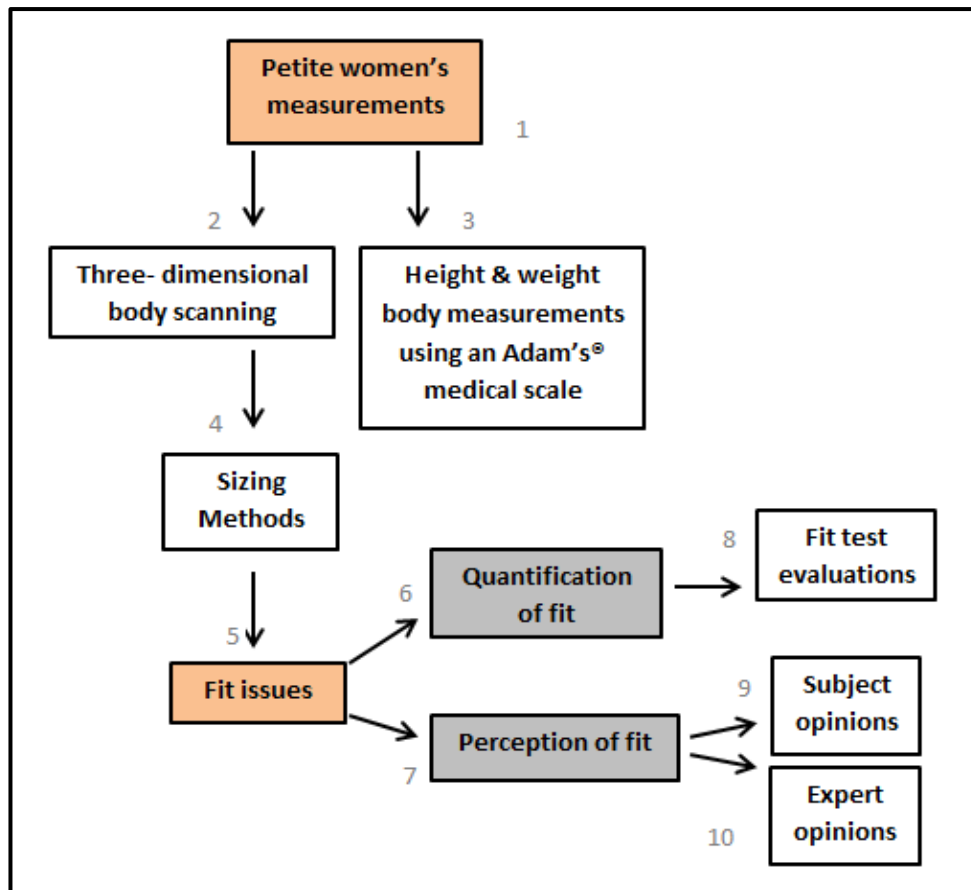 Petite women's
measurements
1
2
3
Three- dimensional
body scanning
Height & weight
body measurements
using an Adam's®
medical scale
4
Sizing
Methods
5
Fit issues
6
Quantification
of fit
8
Fit test
evaluations
7
Perception of fit
9
Subject
opinions
10
Expert
opinions